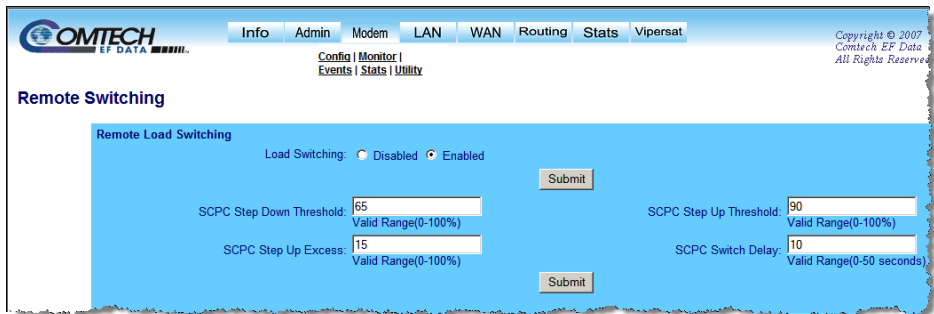 COMTECH
EF DATA
Info Admin Modem LAN WAN Routing Stats Vipersat
Config | Monitor |
Events | Stats | Utility
Copyright © 2007
Comtech EF Data
All Rights Reserve
Remote Switching
Remote Load Switching
Load Switching: Disabled Enabled
Submit
SCPC Step Down Threshold: 65
Valid Range(0-100%)
SCPC Step Up Threshold: 90
Valid Range(0-100%)
SCPC Step Up Excess: 15
Valid Range(0-100%)
SCPC Switch Delay: 10
Valid Range(0-50 seconds)
Submit